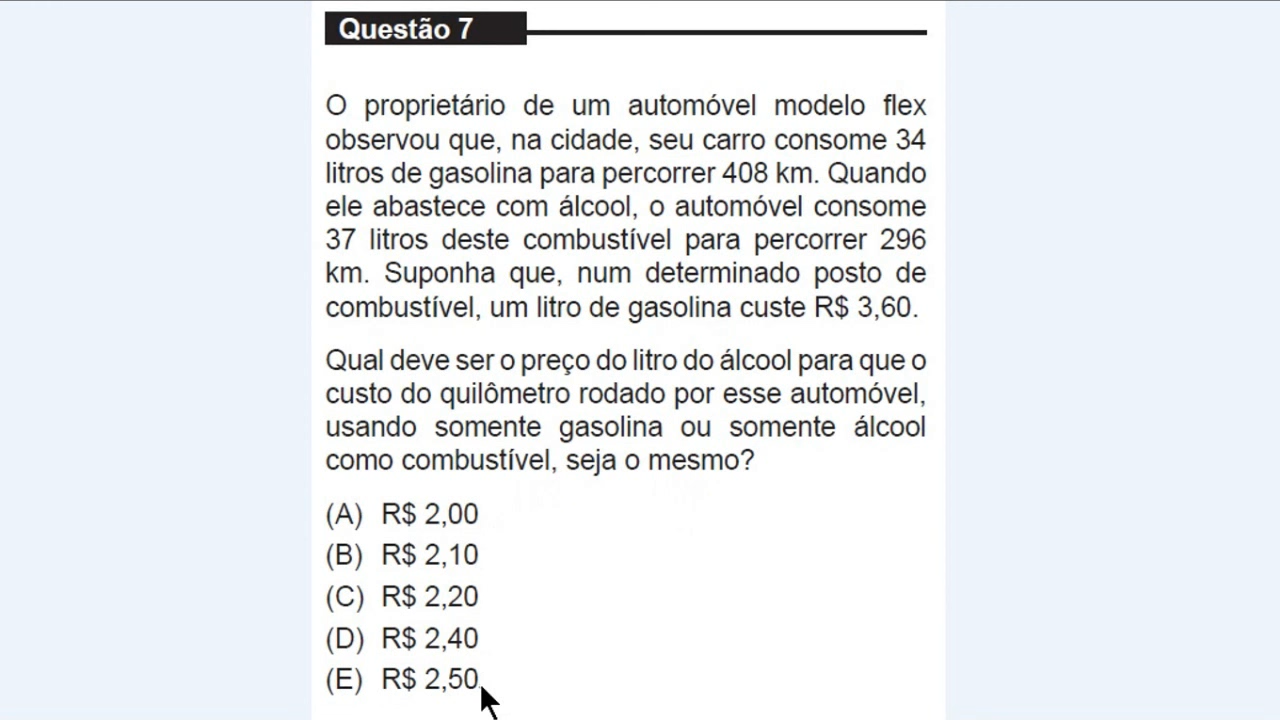 Questão 7
O proprietário de um automóvel modelo flex
observou que, na cidade, seu carro consome 34
litros de gasolina para percorrer 408 km. Quando
ele abastece com álcool, o automóvel consome
37 litros deste combustível para percorrer 296
km. Suponha que, num determinado posto de
combustível, um litro de gasolina custe R$ 3,60.
Qual deve ser o preço do litro do álcool para que o
custo do quilômetro rodado por esse automóvel,
usando somente gasolina ou somente álcool
como combustível, seja o mesmo?
(A) R$ 2,00
(B) R$ 2,10
(C) R$ 2,20
(D) R$ 2,40
(E) R$ 2,50